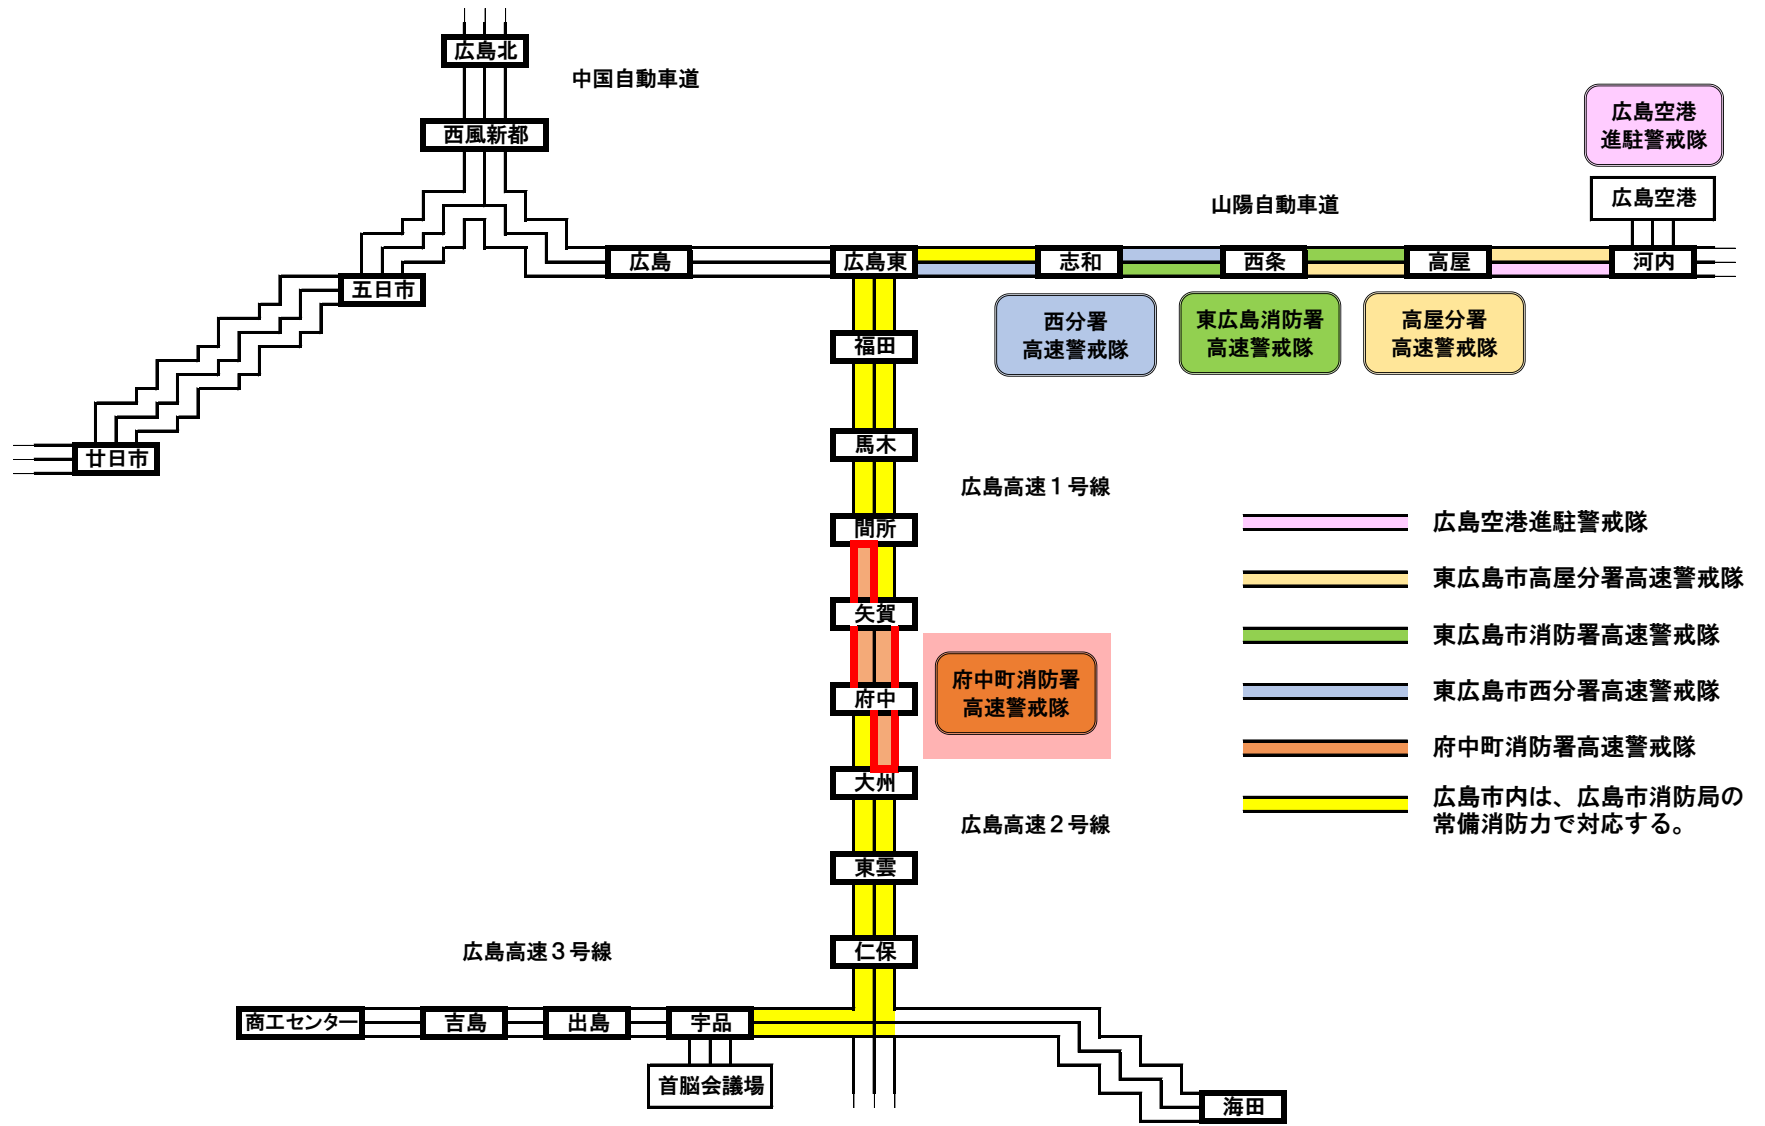 広島北
中国自動車道
西風新都
広島空港
進駐警戒隊
広島空港
山陽自動車道
広島
広島東
志和
西条
高屋
河内
五日市
西分署
高速警戒隊
東広島消防署
高速警戒隊
高屋分署
高速警戒隊
福田
馬木
廿日市
広島高速1号線
間所
矢賀
府中
府中町消防署
高速警戒隊
大州
広島高速2号線
東雲
仁保
広島空港進駐警戒隊
東広島市高屋分署高速警戒隊
東広島市消防署高速警戒隊
東広島市西分署高速警戒隊
府中町消防署高速警戒隊
広島市内は、広島市消防局の
常備消防力で対応する。
広島高速3号線
商工センター
吉島
出島
宇品
首脳会議場
海田